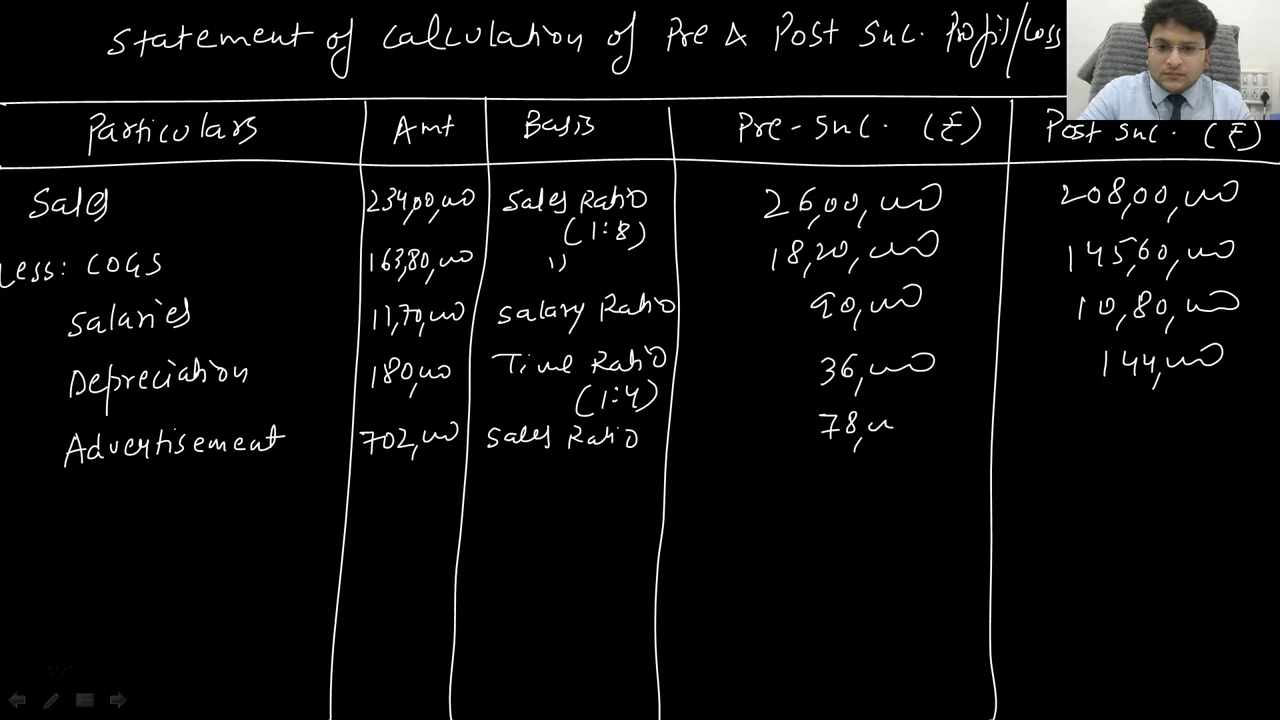 Statement of Calculation of Pre & Post Inc. Profit/Loss
Particulars Amt Basis Pre-Inc. (₹) Post Inc. (₹)
Sales 234,00,000 Sales Ratio 26,00,000 208,00,000
(1:8)
Less: COGS 163,80,000 " 18,20,000 145,60,000
Salaries 11,70,000 Salary Ratio 90,000 10,80,000
Depreciation 180,000 Time Ratio 36,000 144,000
(1:4)
Advertisement 702,000 Sales Ratio 78,0